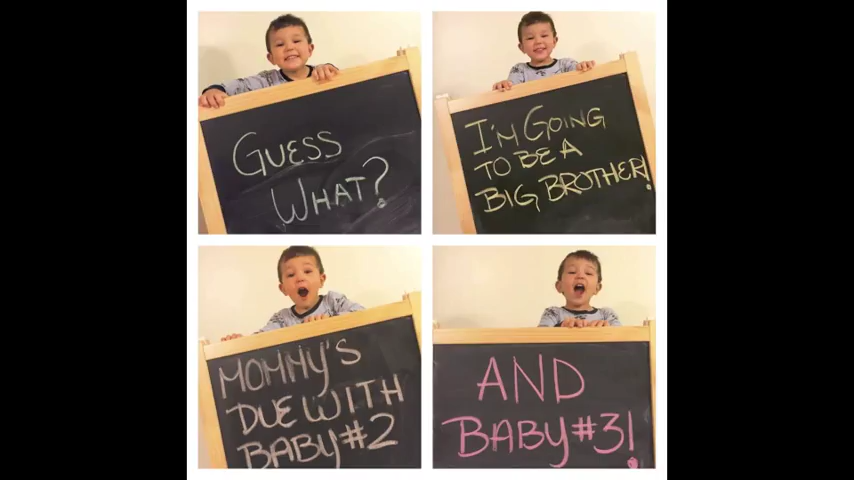 GUESS
WHAT?
I'M GOING
TO BE A
BIG BROTHER!
MOMMY'S
DUE WITH
BABY #2
AND
BABY #3!